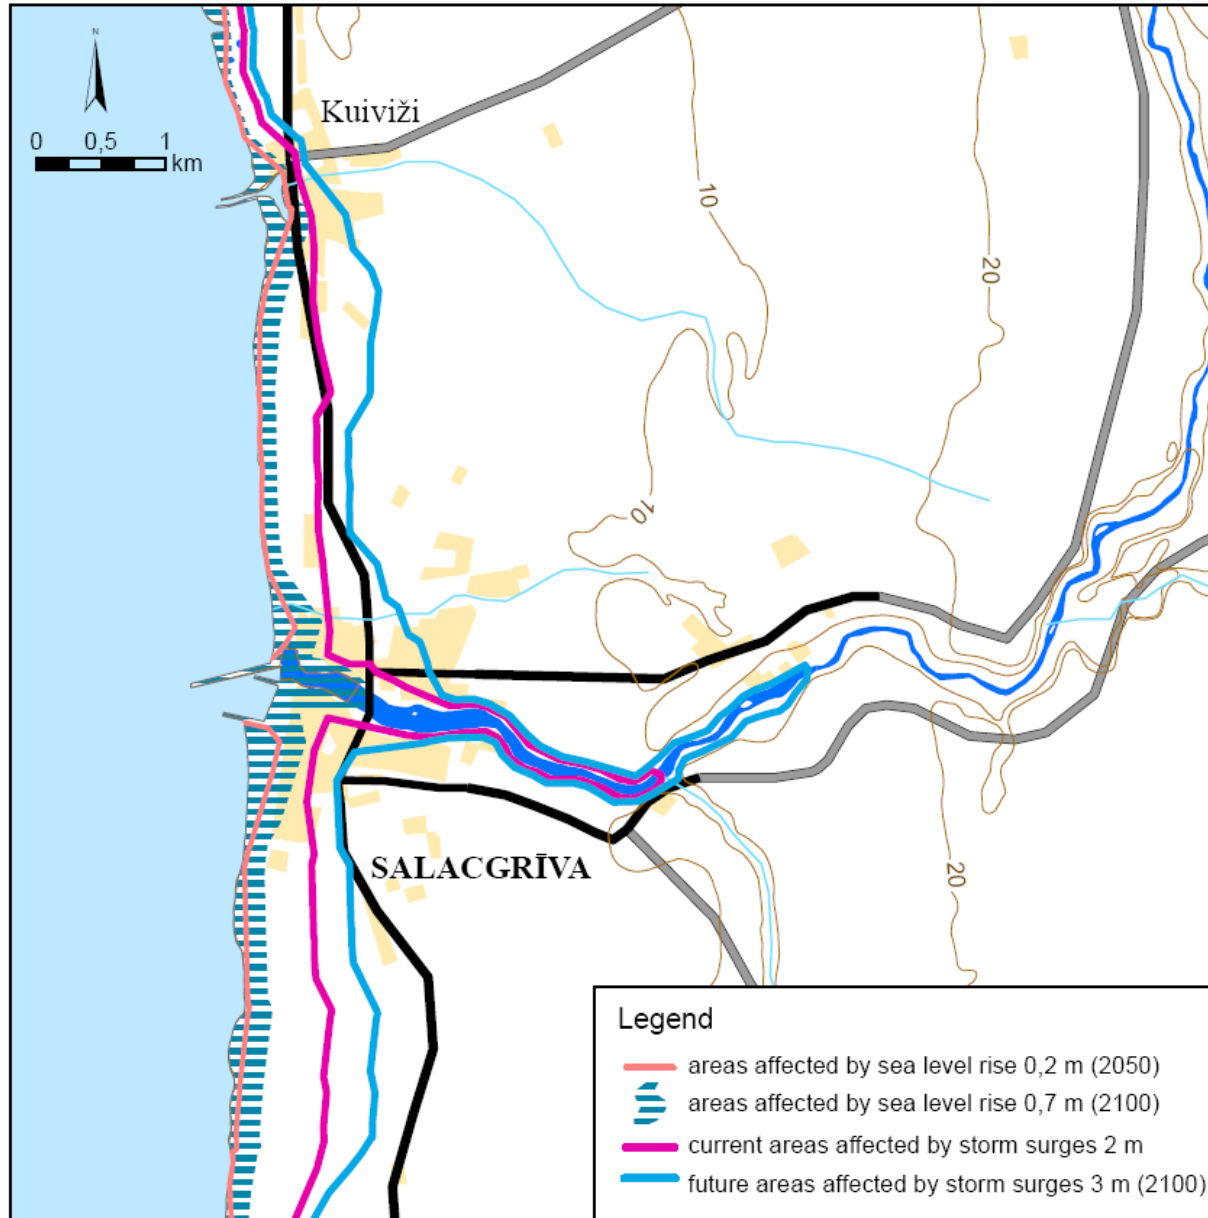 N
Kuiviži
0 0,5 1
km
10
20
10
SALACGRĪVA
20
Legend
areas affected by sea level rise 0,2 m (2050)
areas affected by sea level rise 0,7 m (2100)
current areas affected by storm surges 2 m
future areas affected by storm surges 3 m (2100)